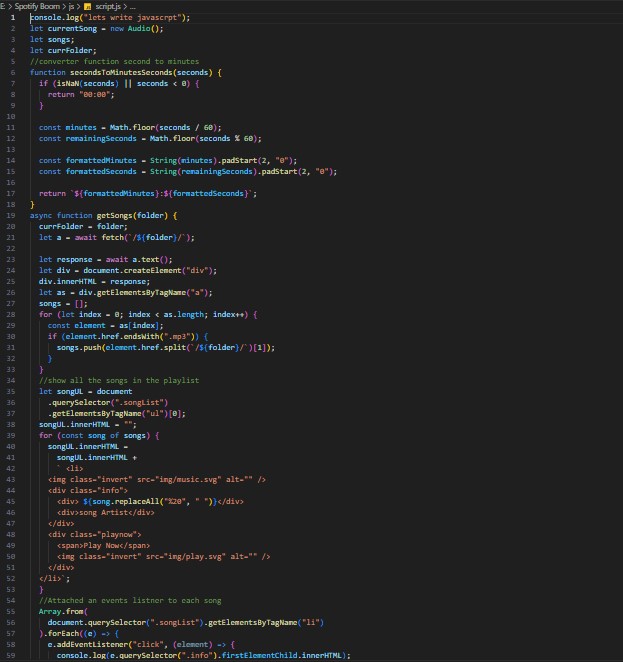 E: > Spotify Boom > js > script.js > ...
1 console.log("lets write javascrpt");
2 let currentSong = new Audio();
3 let songs;
4 let currFolder;
5 //converter function second to minutes
6 function secondsToMinutesSeconds(seconds) {
7 if (isNaN(seconds) || seconds < 0) {
8 return "00:00";
9 }
10
11 const minutes = Math.floor(seconds / 60);
12 const remainingSeconds = Math.floor(seconds % 60);
13
14 const formattedMinutes = String(minutes).padStart(2, "0");
15 const formattedSeconds = String(remainingSeconds).padStart(2, "0");
16
17 return `${formattedMinutes}:${formattedSeconds}`;
18 }
19 async function getSongs(folder) {
20 currFolder = folder;
21 let a = await fetch(`/${folder}/`);
22
23 let response = await a.text();
24 let div = document.createElement("div");
25 div.innerHTML = response;
26 let as = div.getElementsByTagName("a");
27 songs = [];
28 for (let index = 0; index < as.length; index++) {
29 const element = as[index];
30 if (element.href.endsWith(".mp3")) {
31 songs.push(element.href.split(`/${folder}/`)[1]);
32 }
33 }
34 //show all the songs in the playlist
35 let songUL = document
36 .querySelector(".songList")
37 .getElementsByTagName("ul")[0];
38 songUL.innerHTML = "";
39 for (const song of songs) {
40 songUL.innerHTML =
41 songUL.innerHTML +
42 ` <li>
43 <img class="invert" src="img/music.svg" alt="" />
44 <div class="info">
45 <div> ${song.replaceAll("%20", " ")}</div>
46 <div>song Artist</div>
47 </div>
48 <div class="playnow">
49 <span>Play Now</span>
50 <img class="invert" src="img/play.svg" alt="" />
51 </div>
52 </li>`;
53 }
54 //Attached an events listner to each song
55 Array.from(
56 document.querySelector(".songList").getElementsByTagName("li")
57 ).forEach((e) => {
58 e.addEventListener("click", (element) => {
59 console.log(e.querySelector(".info").firstElementChild.innerHTML);